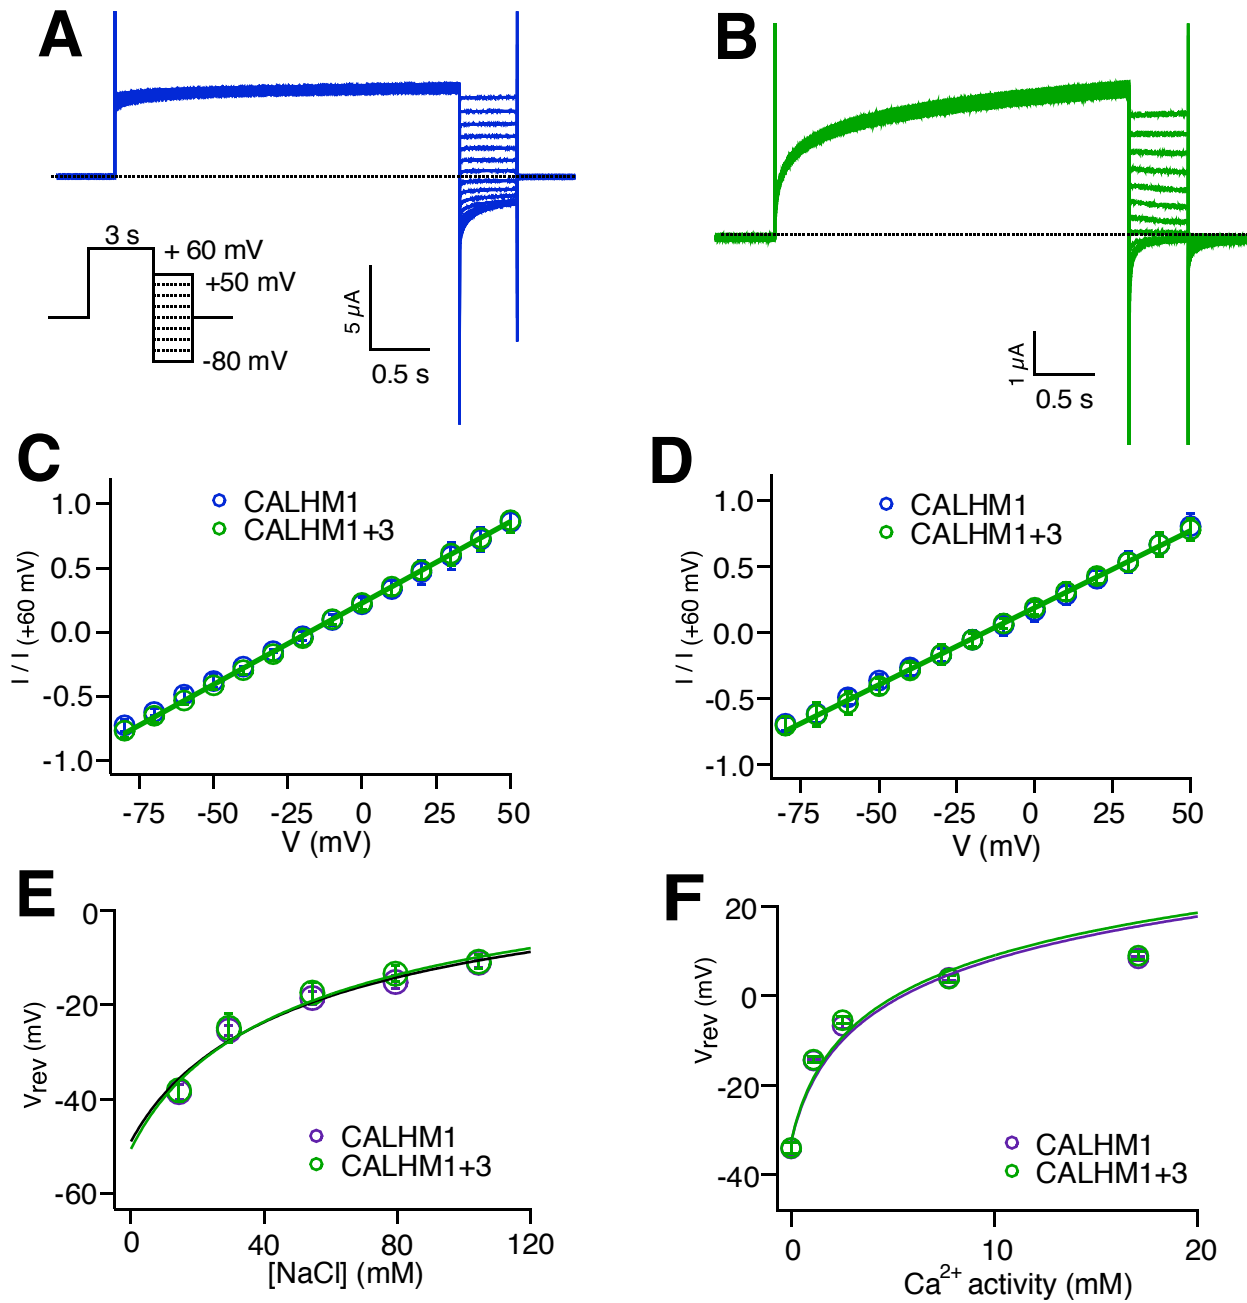 A
B
3 s
+ 60 mV
+50 mV
-80 mV
5 µA
0.5 s
1 µA
0.5 s
C
D
CALHM1
CALHM1+3
CALHM1
CALHM1+3
I / I (+60 mV)
1.0
0.5
0.0
-0.5
-1.0
-75
-50
-25
0
25
50
V (mV)
I / I (+60 mV)
1.0
0.5
0.0
-0.5
-1.0
-75
-50
-25
0
25
50
V (mV)
E
F
Vrev (mV)
0
-20
-40
-60
CALHM1
CALHM1+3
0
40
80
120
[NaCl] (mM)
Vrev (mV)
20
0
-20
-40
CALHM1
CALHM1+3
0
10
20
Ca2+ activity (mM)